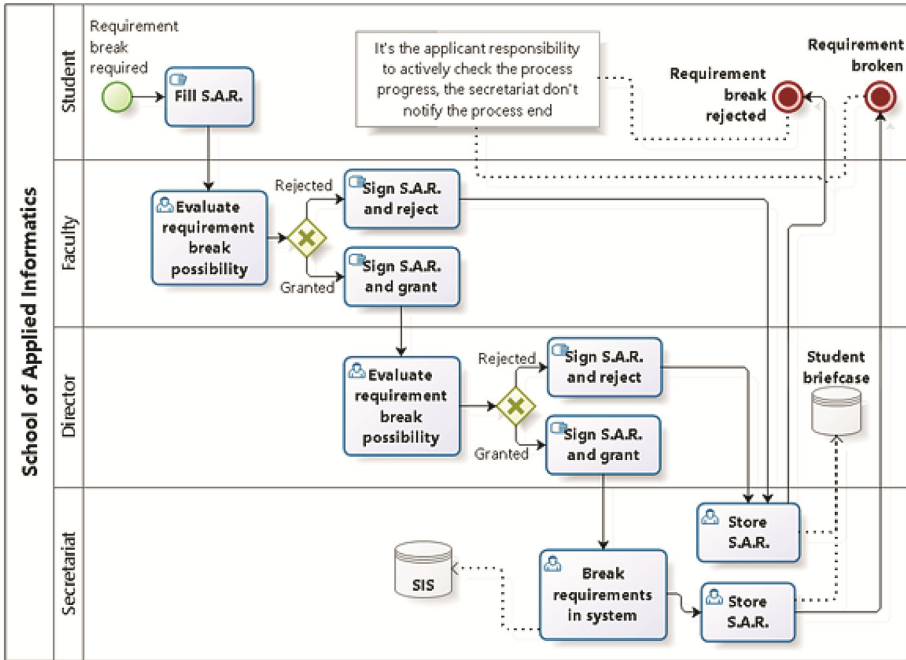 School of Applied Informatics
Student
Requirement
break
required
Fill S.A.R.
It's the applicant responsibility
to actively check the process
progress, the secretariat don't
notify the process end
Requirement
break
rejected
Requirement
broken
Faculty
Evaluate
requirement
break
possibility
Rejected
Sign S.A.R.
and reject
Granted
Sign S.A.R.
and grant
Director
Evaluate
requirement
break
possibility
Rejected
Sign S.A.R.
and reject
Granted
Sign S.A.R.
and grant
Student
briefcase
Secretariat
SIS
Break
requirements
in system
Store
S.A.R.
Store
S.A.R.